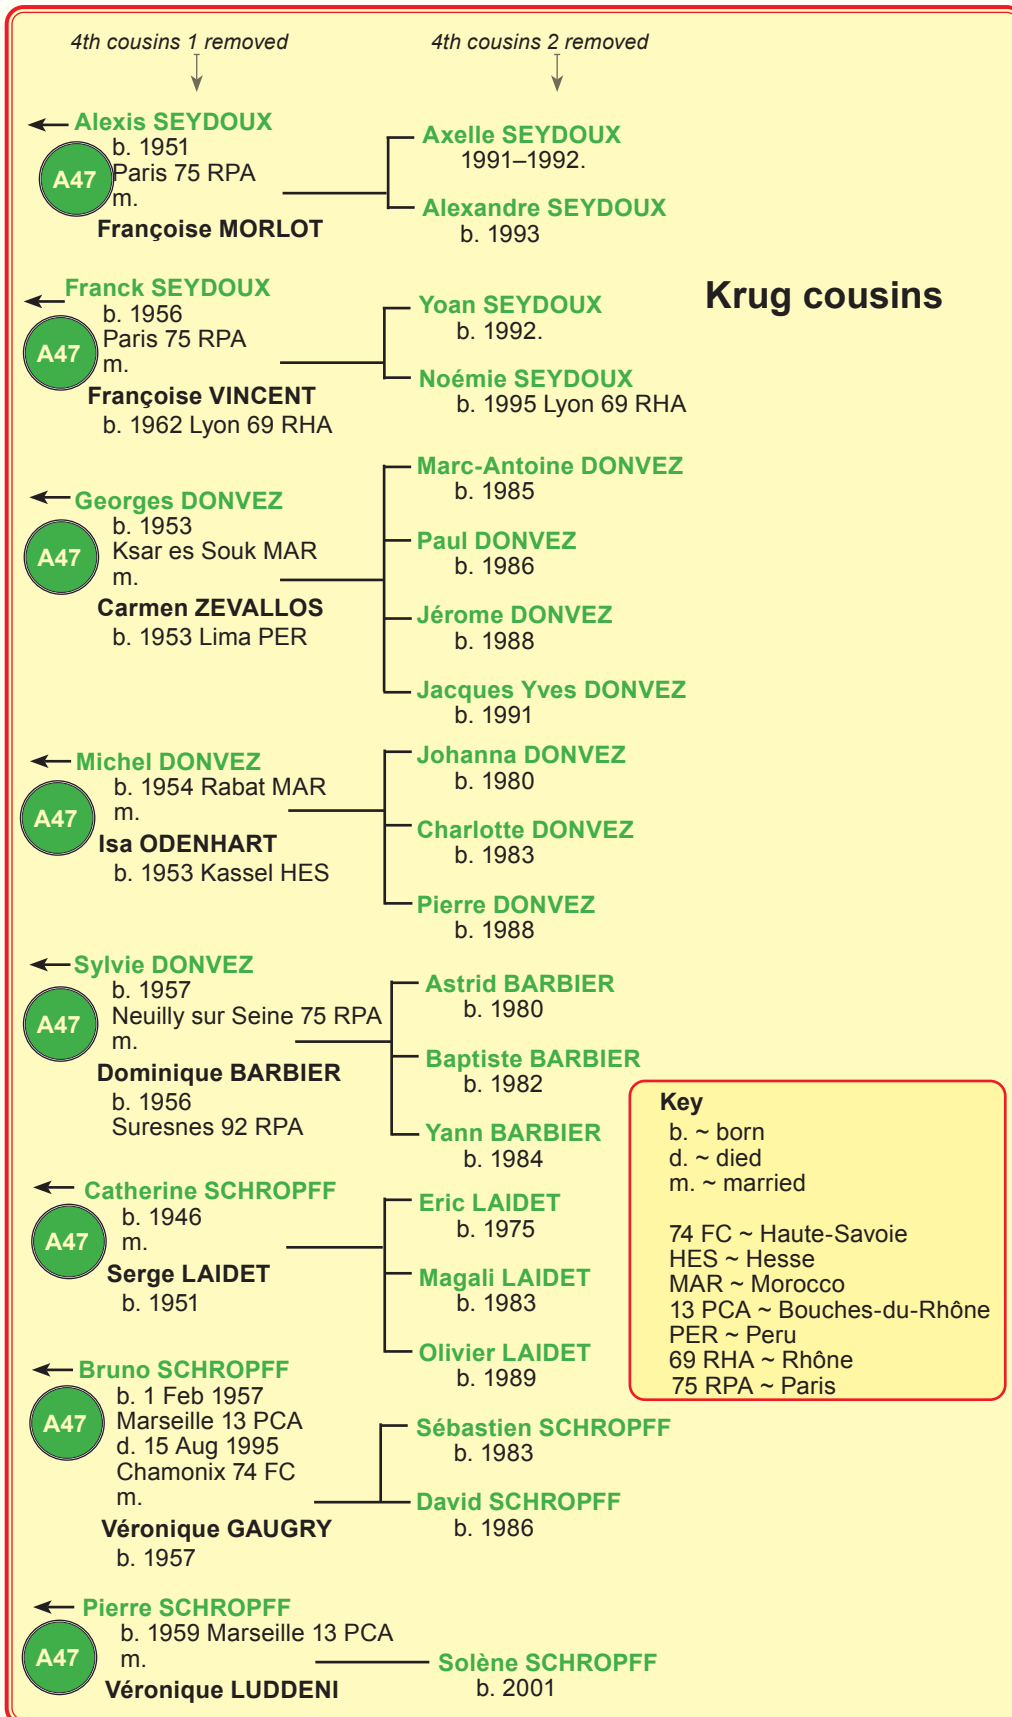 4th cousins 1 removed
4th cousins 2 removed
Alexis SEYDOUX
b. 1951
Paris 75 RPA
m.
Françoise MORLOT
A47
Axelle SEYDOUX
1991–1992.
Alexandre SEYDOUX
b. 1993
Krug cousins
Franck SEYDOUX
b. 1956
Paris 75 RPA
m.
Françoise VINCENT
b. 1962 Lyon 69 RHA
A47
Yoan SEYDOUX
b. 1992.
Noémie SEYDOUX
b. 1995 Lyon 69 RHA
Georges DONVEZ
b. 1953
Ksar es Souk MAR
m.
Carmen ZEVALLOS
b. 1953 Lima PER
A47
Marc-Antoine DONVEZ
b. 1985
Paul DONVEZ
b. 1986
Jérome DONVEZ
b. 1988
Jacques Yves DONVEZ
b. 1991
Michel DONVEZ
b. 1954 Rabat MAR
m.
Isa ODENHART
b. 1953 Kassel HES
A47
Johanna DONVEZ
b. 1980
Charlotte DONVEZ
b. 1983
Pierre DONVEZ
b. 1988
Sylvie DONVEZ
b. 1957
Neuilly sur Seine 75 RPA
m.
Dominique BARBIER
b. 1956
Suresnes 92 RPA
A47
Astrid BARBIER
b. 1980
Baptiste BARBIER
b. 1982
Yann BARBIER
b. 1984
Catherine SCHROPFF
b. 1946
m.
Serge LAIDET
b. 1951
A47
Eric LAIDET
b. 1975
Magali LAIDET
b. 1983
Olivier LAIDET
b. 1989
Bruno SCHROPFF
b. 1 Feb 1957
Marseille 13 PCA
d. 15 Aug 1995
Chamonix 74 FC
m.
Véronique GAUGRY
b. 1957
A47
Sébastien SCHROPFF
b. 1983
David SCHROPFF
b. 1986
Pierre SCHROPFF
b. 1959 Marseille 13 PCA
m.
Véronique LUDDENI
A47
Solène SCHROPFF
b. 2001
Key
b. ~ born
d. ~ died
m. ~ married
74 FC ~ Haute-Savoie
HES ~ Hesse
MAR ~ Morocco
13 PCA ~ Bouches-du-Rhône
PER ~ Peru
69 RHA ~ Rhône
75 RPA ~ Paris